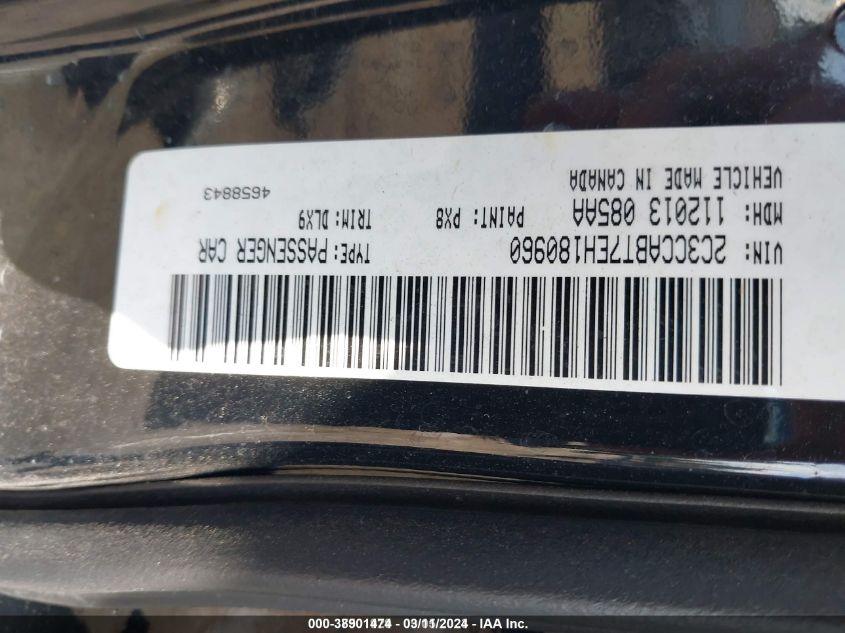 VIN: 2C3CCABT7EH180960 TYPE: PASSENGER CAR
MDH: 112013 085AA PAINT: PX8 TRIM: DLX9
VEHICLE MADE IN CANADA 4658843
000-38901474 - 03/11/2024 - IAA Inc.